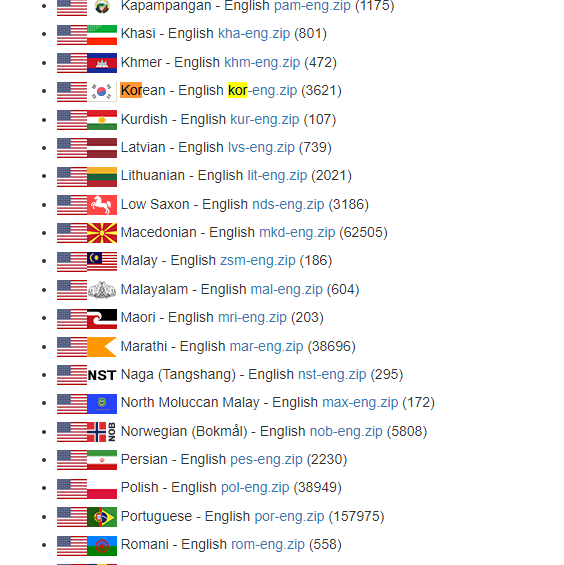 Kapampangan - English pam-eng.zip (1175)
Khasi - English kha-eng.zip (801)
Khmer - English khm-eng.zip (472)
Korean - English kor-eng.zip (3621)
Kurdish - English kur-eng.zip (107)
Latvian - English lvs-eng.zip (739)
Lithuanian - English lit-eng.zip (2021)
Low Saxon - English nds-eng.zip (3186)
Macedonian - English mkd-eng.zip (62505)
Malay - English zsm-eng.zip (186)
Malayalam - English mal-eng.zip (604)
Maori - English mri-eng.zip (203)
Marathi - English mar-eng.zip (38696)
NST Naga (Tangshang) - English nst-eng.zip (295)
North Moluccan Malay - English max-eng.zip (172)
NOB Norwegian (Bokmål) - English nob-eng.zip (5808)
Persian - English pes-eng.zip (2230)
Polish - English pol-eng.zip (38949)
Portuguese - English por-eng.zip (157975)
Romani - English rom-eng.zip (558)